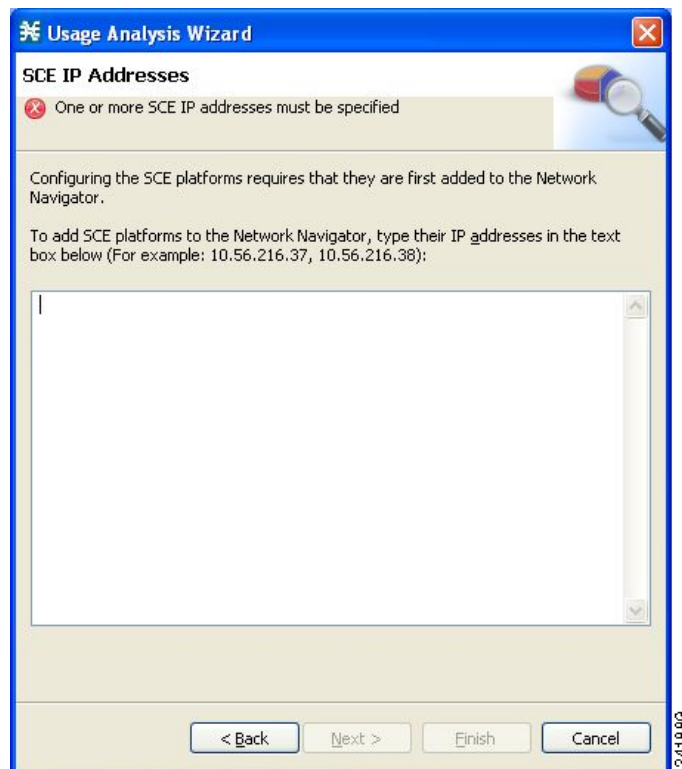 Usage Analysis Wizard
SCE IP Addresses
One or more SCE IP addresses must be specified
Configuring the SCE platforms requires that they are first added to the Network
Navigator.
To add SCE platforms to the Network Navigator, type their IP addresses in the text
box below (For example: 10.56.216.37, 10.56.216.38):
< Back
Next >
Finish
Cancel